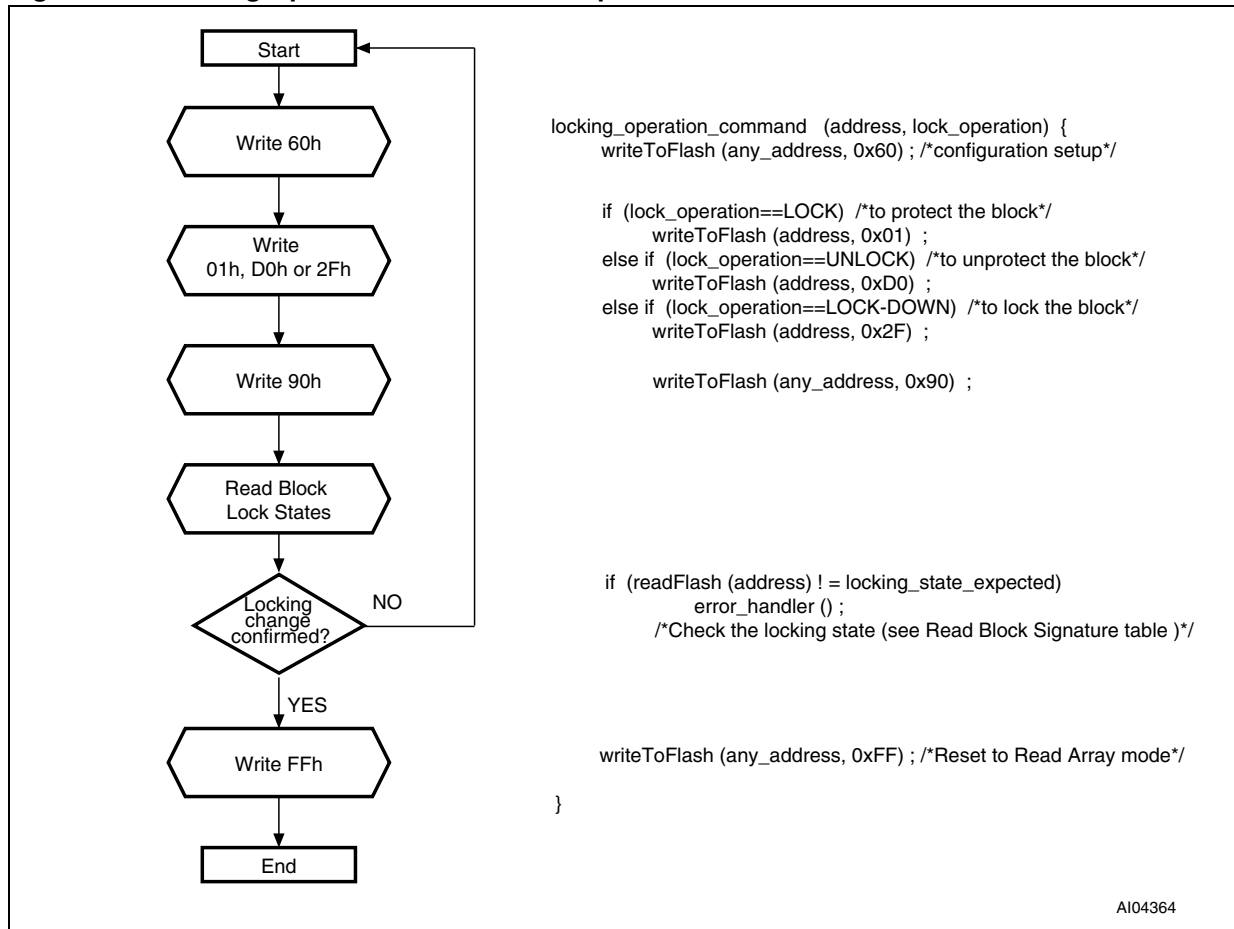 Start
Write 60h
Write
01h, D0h or 2Fh
Write 90h
Read Block
Lock States
Locking
change
confirmed?
NO
YES
Write FFh
End
locking_operation_command (address, lock_operation) {
writeToFlash (any_address, 0x60) ; /*configuration setup*/
if (lock_operation==LOCK) /*to protect the block*/
writeToFlash (address, 0x01) ;
else if (lock_operation==UNLOCK) /*to unprotect the block*/
writeToFlash (address, 0xD0) ;
else if (lock_operation==LOCK-DOWN) /*to lock the block*/
writeToFlash (address, 0x2F) ;
writeToFlash (any_address, 0x90) ;
if (readFlash (address) ! = locking_state_expected)
error_handler () ;
/*Check the locking state (see Read Block Signature table )*/
writeToFlash (any_address, 0xFF) ; /*Reset to Read Array mode*/
}
AI04364